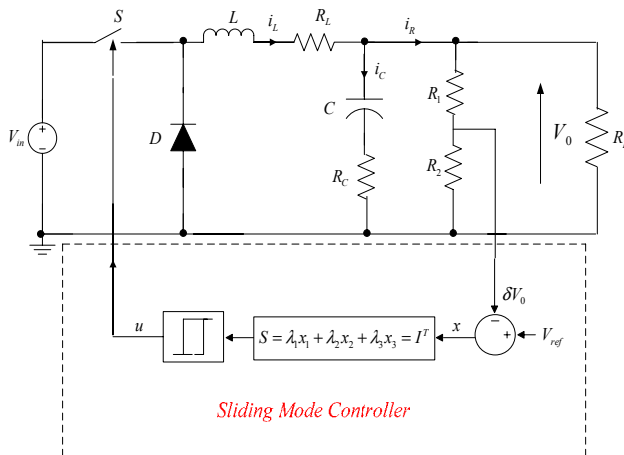 S
L
i_L
R_L
i_R
i_C
C
R_1
V_in
D
V_0
R_C
R_2
δV_0
u
S = λ_1x_1 + λ_2x_2 + λ_3x_3 = I^T
x
V_ref
Sliding Mode Controller